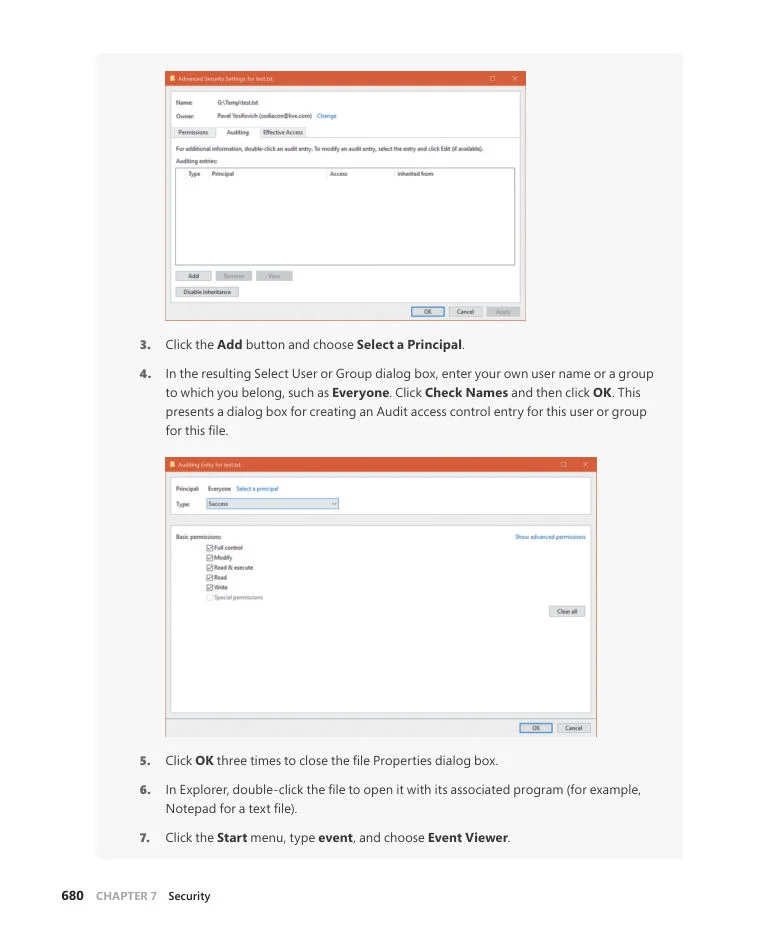 Advanced Security Settings for test.txt
Name: G:\Temp\test.txt
Owner: Pavel Yosifovich (zodiacon@live.com) Change
Permissions Auditing Effective Access
For additional information, double-click an audit entry. To modify an audit entry, select the entry and click Edit (if available).
Auditing entries:
Type Principal Access Inherited from
Add Remove View
Disable inheritance
OK Cancel Apply
3. Click the Add button and choose Select a Principal.
4. In the resulting Select User or Group dialog box, enter your own user name or a group
to which you belong, such as Everyone. Click Check Names and then click OK. This
presents a dialog box for creating an Audit access control entry for this user or group
for this file.
Auditing Entry for test.txt
Principal: Everyone Select a principal
Type: Success
Basic permissions: Show advanced permissions
Full control
Modify
Read & execute
Read
Write
Special permissions
Clear all
OK Cancel
5. Click OK three times to close the file Properties dialog box.
6. In Explorer, double-click the file to open it with its associated program (for example,
Notepad for a text file).
7. Click the Start menu, type event, and choose Event Viewer.
680 CHAPTER 7 Security